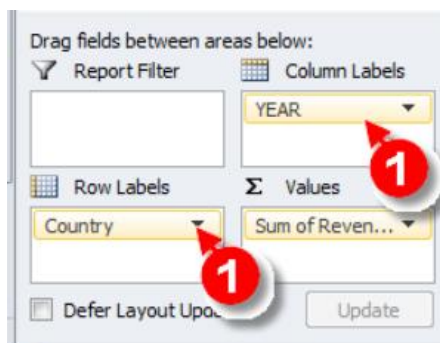 Drag fields between areas below:
Report Filter
Column Labels
YEAR
1
Row Labels
Σ Values
Country
Sum of Reven...
1
Defer Layout Upd
Update